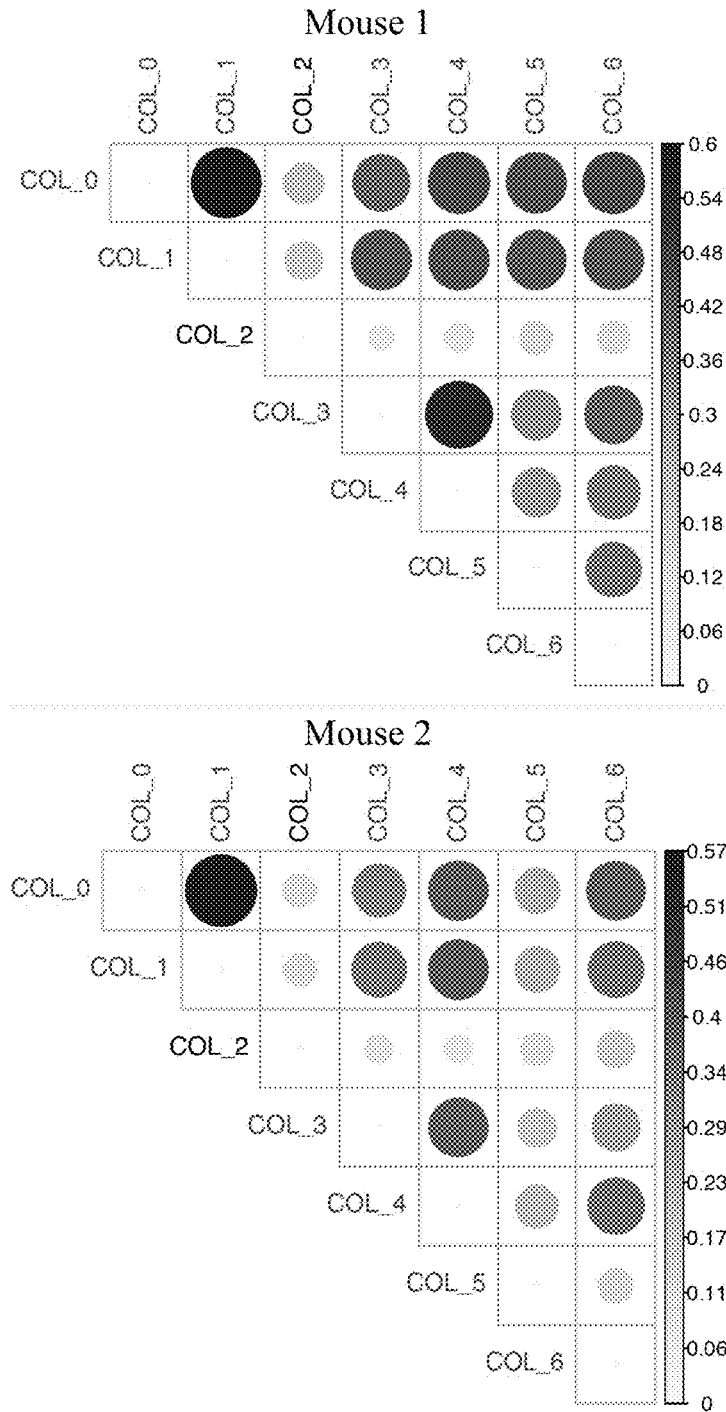 Mouse 1
COL_0 COL_1 COL_2 COL_3 COL_4 COL_5 COL_6
COL_0
COL_1
COL_2
COL_3
COL_4
COL_5
COL_6
0.6
0.54
0.48
0.42
0.36
0.3
0.24
0.18
0.12
0.06
0
Mouse 2
COL_0 COL_1 COL_2 COL_3 COL_4 COL_5 COL_6
COL_0
COL_1
COL_2
COL_3
COL_4
COL_5
COL_6
0.57
0.51
0.46
0.4
0.34
0.29
0.23
0.17
0.11
0.06
0